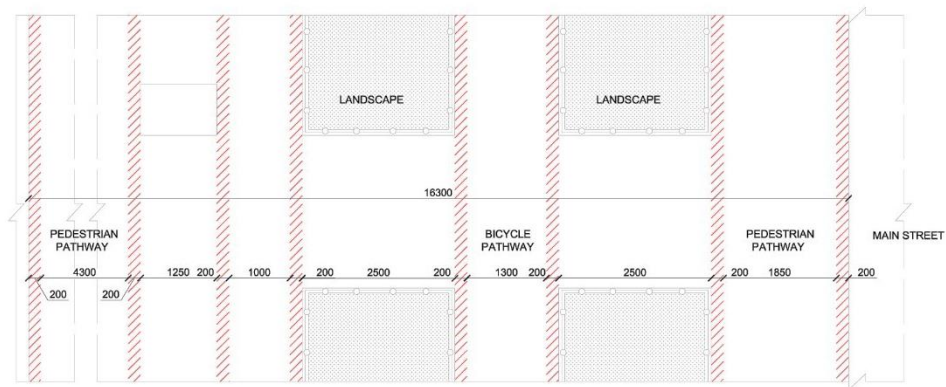 LANDSCAPE
LANDSCAPE
16300
PEDESTRIAN
PATHWAY
BICYCLE
PATHWAY
PEDESTRIAN
PATHWAY
MAIN STREET
4300 1250 200 1000 200 2500 200 1300 200 2500 200 1850 200
200 200